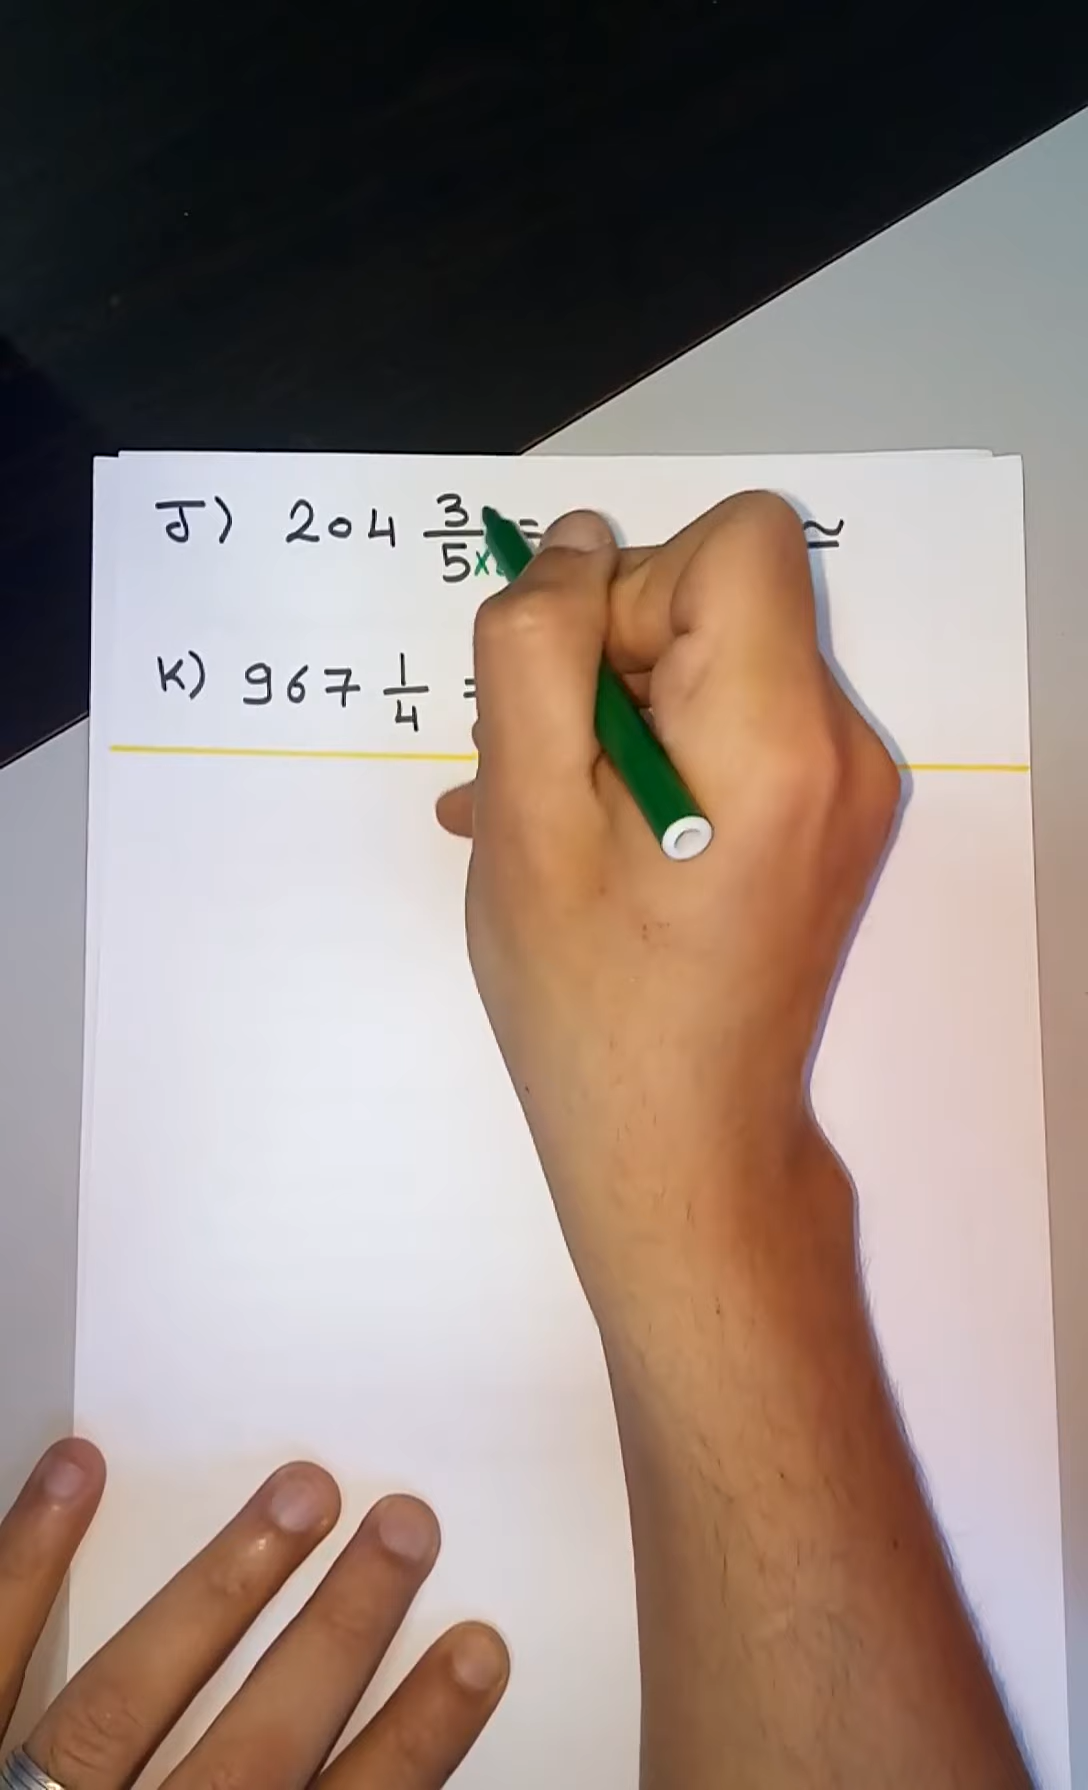 J) 204 3/5 × = ≃
K) 967 1/4 =